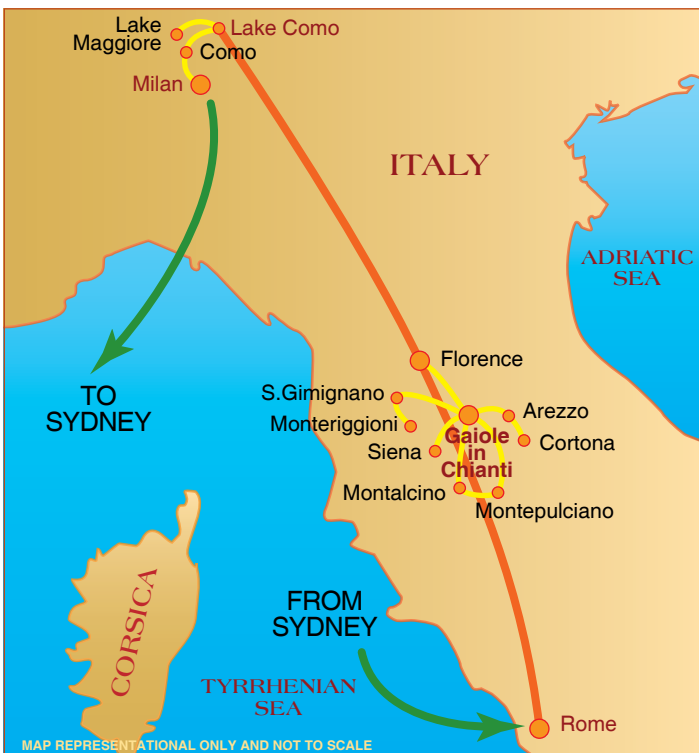 Lake
Maggiore
Lake Como
Como
Milan
ITALY
ADRIATIC
SEA
TO
SYDNEY
Florence
S.Gimignano
Arezzo
Monteriggioni
Gaiole
in
Chianti
Cortona
Siena
Montalcino
Montepulciano
CORSICA
FROM
SYDNEY
TYRRHENIAN
SEA
Rome
MAP REPRESENTATIONAL ONLY AND NOT TO SCALE